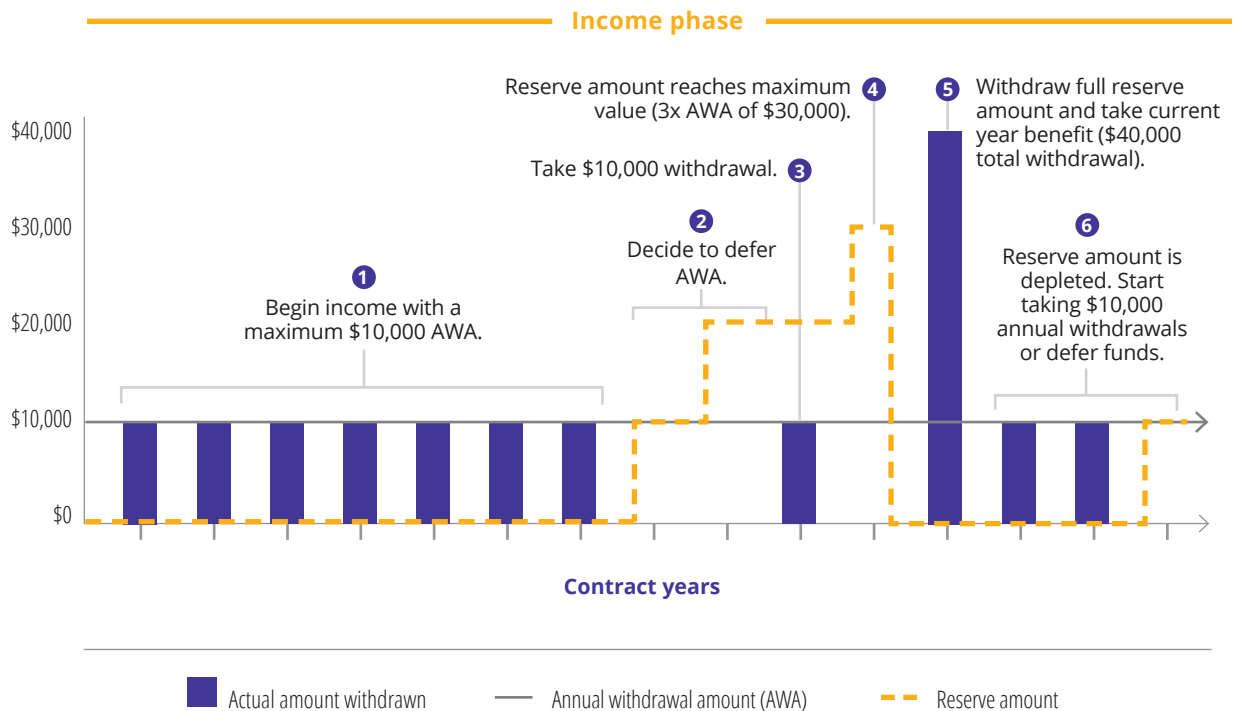 Income phase
Reserve amount reaches maximum
value (3x AWA of $30,000).
4
5
Withdraw full reserve
amount and take current
year benefit ($40,000
total withdrawal).
Take $10,000 withdrawal.
3
2
Decide to defer
AWA.
6
Reserve amount is
depleted. Start
taking $10,000
annual withdrawals
or defer funds.
1
Begin income with a
maximum $10,000 AWA.
$40,000
$30,000
$20,000
$10,000
$0
Contract years
Actual amount withdrawn
Annual withdrawal amount (AWA)
Reserve amount